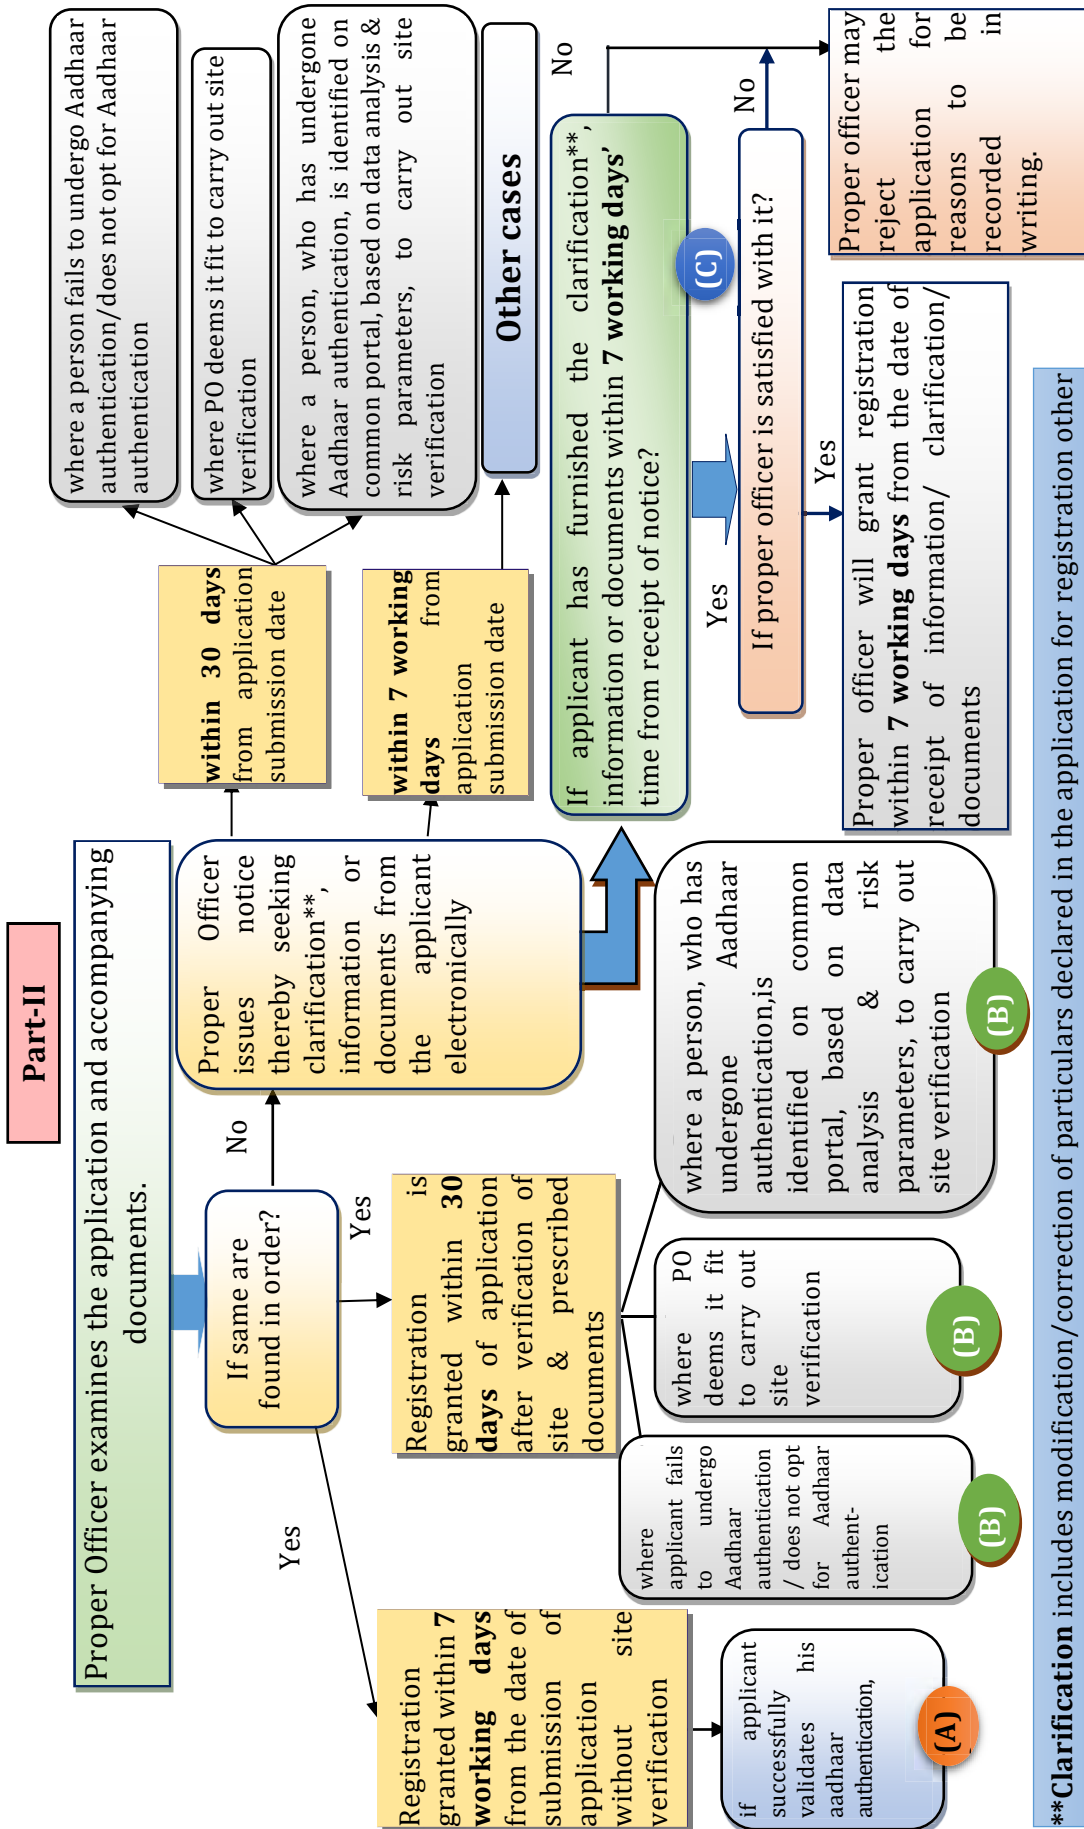 Part-II
Proper Officer examines the application and accompanying
documents.
If same are
found in order?
No
Yes
Yes
Proper Officer
issues notice
thereby seeking
clarification**,
information or
documents from
the applicant
electronically
within 30 days
from application
submission date
within 7 working
days from
application
submission date
where a person fails to undergo Aadhaar
authentication/does not opt for Aadhaar
authentication
where PO deems it fit to carry out site
verification
where a person, who has undergone
Aadhaar authentication, is identified on
common portal, based on data analysis &
risk parameters, to carry out site
verification
Other cases
Registration
granted within 7
working days
from the date of
submission of
application
without site
verification
if applicant
successfully
validates his
aadhaar
authentication,
(A)
Registration is
granted within 30
days of application
after verification of
site & prescribed
documents
where
applicant fails
to undergo
Aadhaar
authentication
/ does not opt
for Aadhaar
authent-
ication
(B)
where PO
deems it fit
to carry out
site
verification
(B)
where a person, who has
undergone Aadhaar
authentication,is
identified on common
portal, based on data
analysis & risk
parameters, to carry out
site verification
(B)
If applicant has furnished the clarification**,
information or documents within 7 working days’
time from receipt of notice?
(C)
No
Yes
If proper officer is satisfied with it?
No
Yes
Proper officer will grant registration
within 7 working days from the date of
receipt of information/ clarification/
documents
Proper officer may
reject the
application for
reasons to be
recorded in
writing.
**Clarification includes modification/correction of particulars declared in the application for registration other